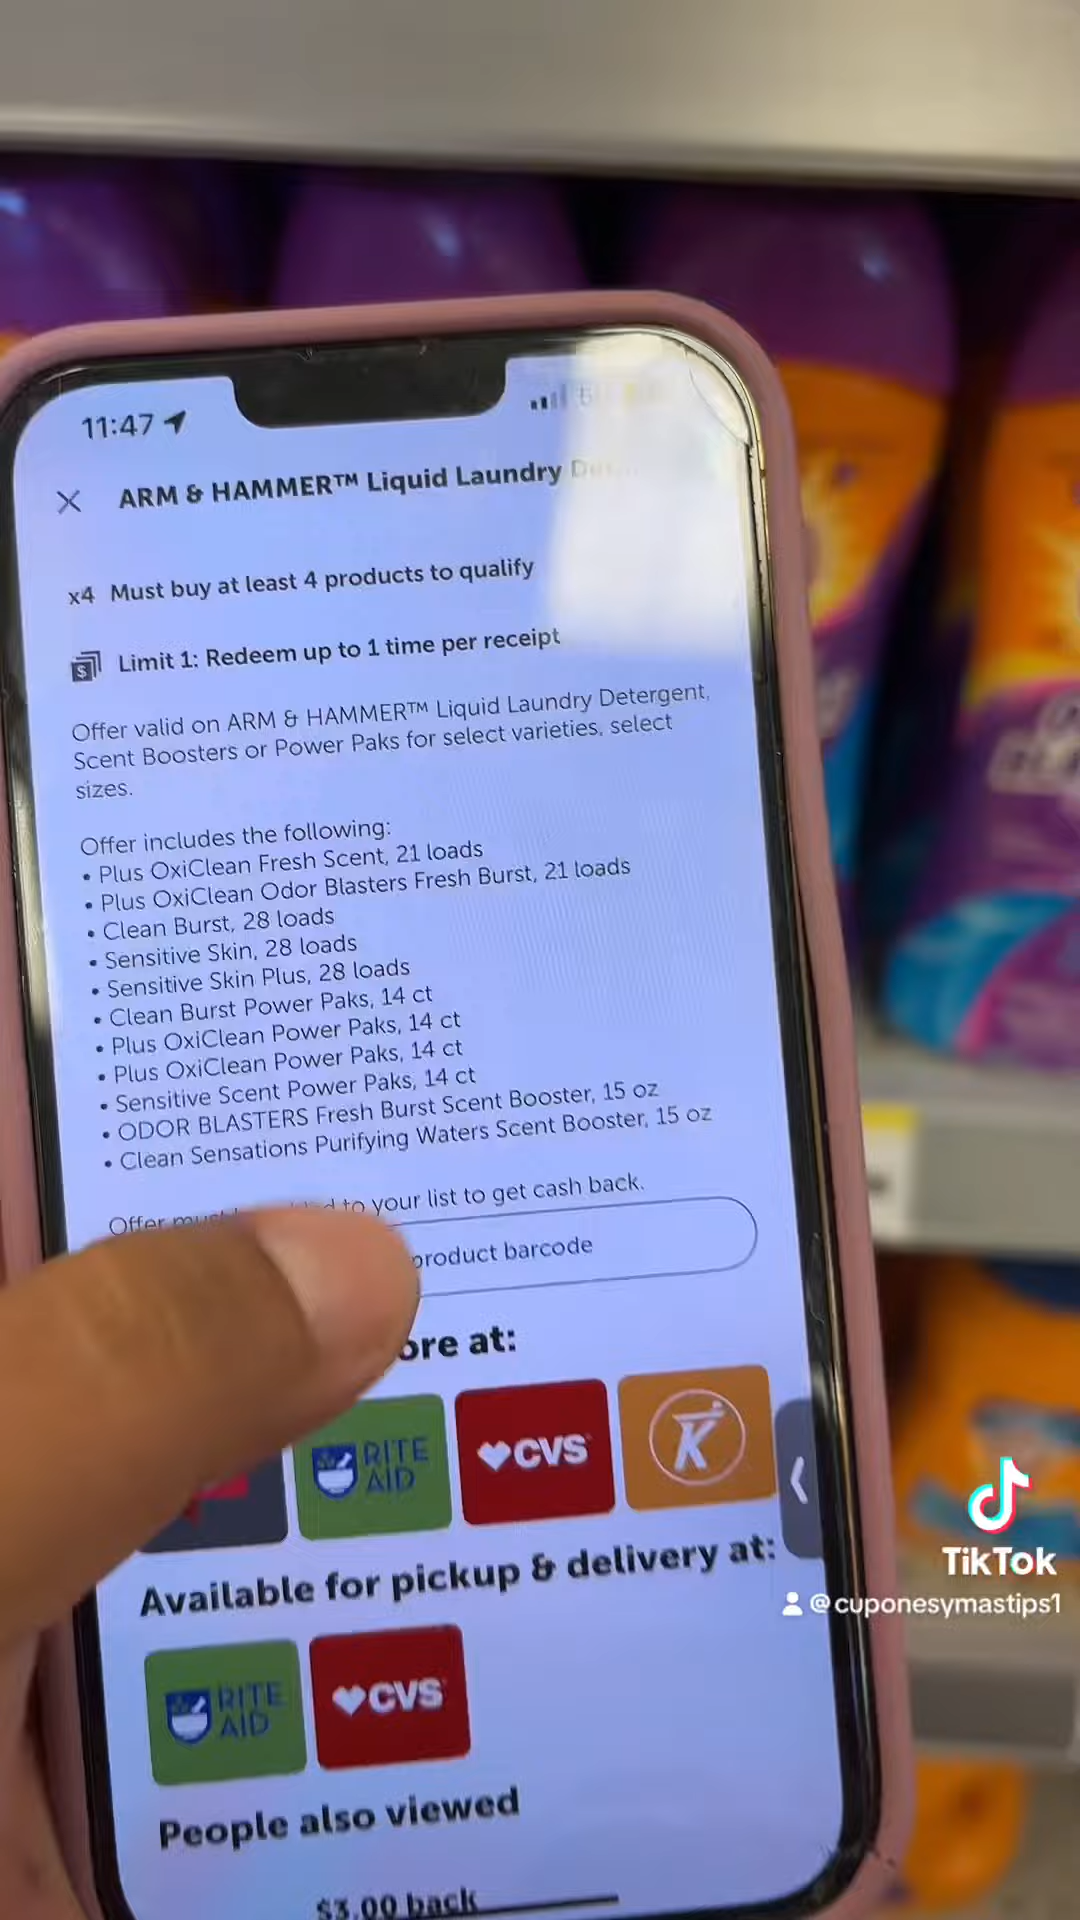 11:47
ARM & HAMMER™ Liquid Laundry
x4 Must buy at least 4 products to qualify
Limit 1: Redeem up to 1 time per receipt
Offer valid on ARM & HAMMER™ Liquid Laundry Detergent,
Scent Boosters or Power Paks for select varieties, select
sizes.
Offer includes the following:
• Plus OxiClean Fresh Scent, 21 loads
• Plus OxiClean Odor Blasters Fresh Burst, 21 loads
• Clean Burst, 28 loads
• Sensitive Skin, 28 loads
• Sensitive Skin Plus, 28 loads
• Clean Burst Power Paks, 14 ct
• Plus OxiClean Power Paks, 14 ct
• Plus OxiClean Power Paks, 14 ct
• Sensitive Scent Power Paks, 14 ct
• ODOR BLASTERS Fresh Burst Scent Booster, 15 oz
• Clean Sensations Purifying Waters Scent Booster, 15 oz
Offer must to your list to get cash back.
product barcode
ore at:
RITE
AID
CVS
K
Available for pickup & delivery at:
RITE
AID
CVS
People also viewed
$3.00 back
TikTok
@cuponesymastips1